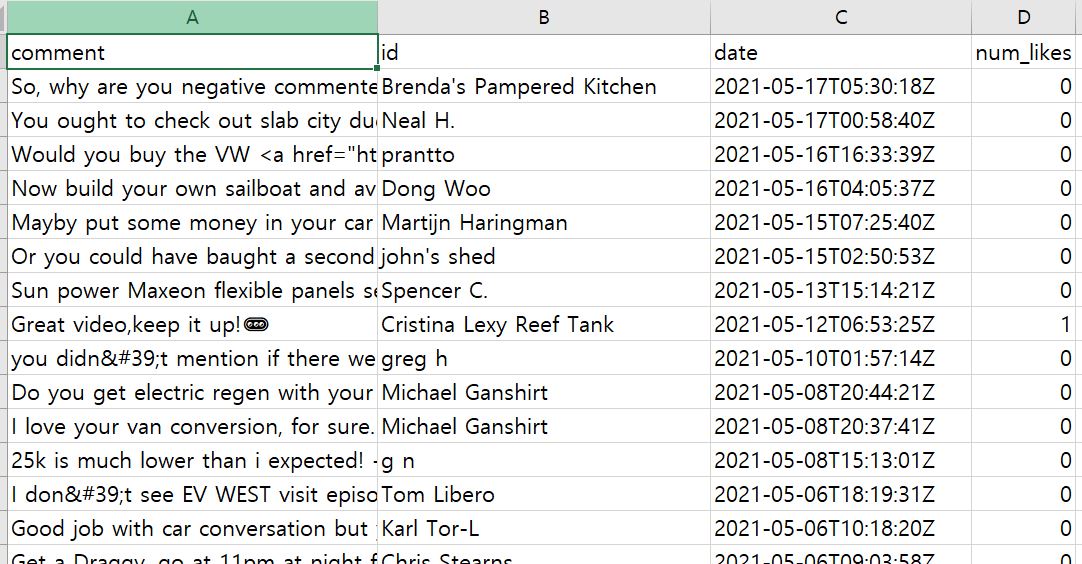 A B C D
comment id date num_likes
So, why are you negative commente Brenda's Pampered Kitchen 2021-05-17T05:30:18Z 0
You ought to check out slab city du Neal H. 2021-05-17T00:58:40Z 0
Would you buy the VW <a href="ht prantto 2021-05-16T16:33:39Z 0
Now build your own sailboat and av Dong Woo 2021-05-16T04:05:37Z 0
Mayby put some money in your car Martijn Haringman 2021-05-15T07:25:40Z 0
Or you could have baught a second john's shed 2021-05-15T02:50:53Z 0
Sun power Maxeon flexible panels se Spencer C. 2021-05-13T15:14:21Z 0
Great video,keep it up! Cristina Lexy Reef Tank 2021-05-12T06:53:25Z 1
you didn&#39;t mention if there we greg h 2021-05-10T01:57:14Z 0
Do you get electric regen with your Michael Ganshirt 2021-05-08T20:44:21Z 0
I love your van conversion, for sure. Michael Ganshirt 2021-05-08T20:37:41Z 0
25k is much lower than i expected! - g n 2021-05-08T15:13:01Z 0
I don&#39;t see EV WEST visit episo Tom Libero 2021-05-06T18:19:31Z 0
Good job with car conversation but Karl Tor-L 2021-05-06T10:18:20Z 0
Get a Draggy, go at 11pm at night f Chris Stearns 2021-05-06T09:03:58Z 0